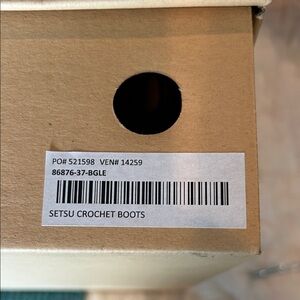 PO# 521598 VEN# 14259
86876-37-BGLE
SETSU CROCHET BOOTS